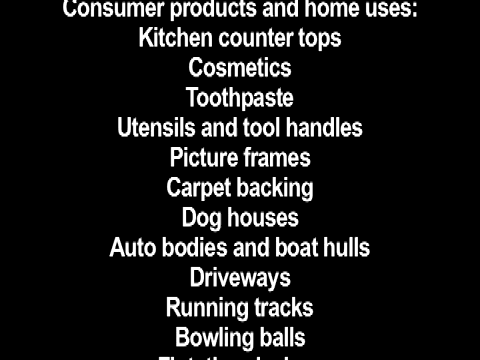 Consumer products and home uses:
Kitchen counter tops
Cosmetics
Toothpaste
Utensils and tool handles
Picture frames
Carpet backing
Dog houses
Auto bodies and boat hulls
Driveways
Running tracks
Bowling balls